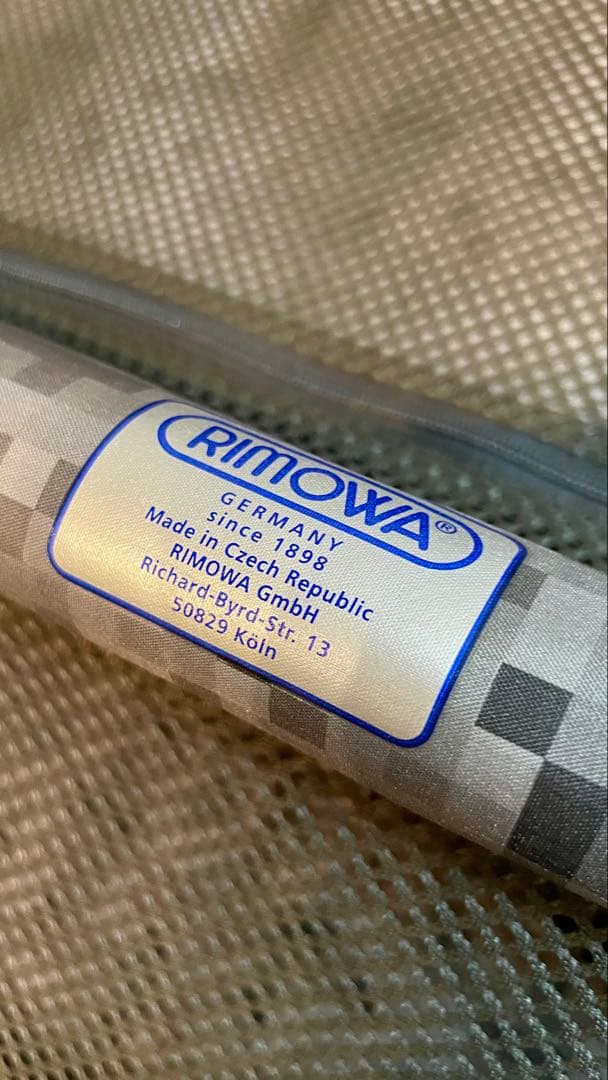 RIMOWA®
GERMANY
since 1898
Made in Czech Republic
RIMOWA GmbH
Richard-Byrd-Str. 13
50829 Köln